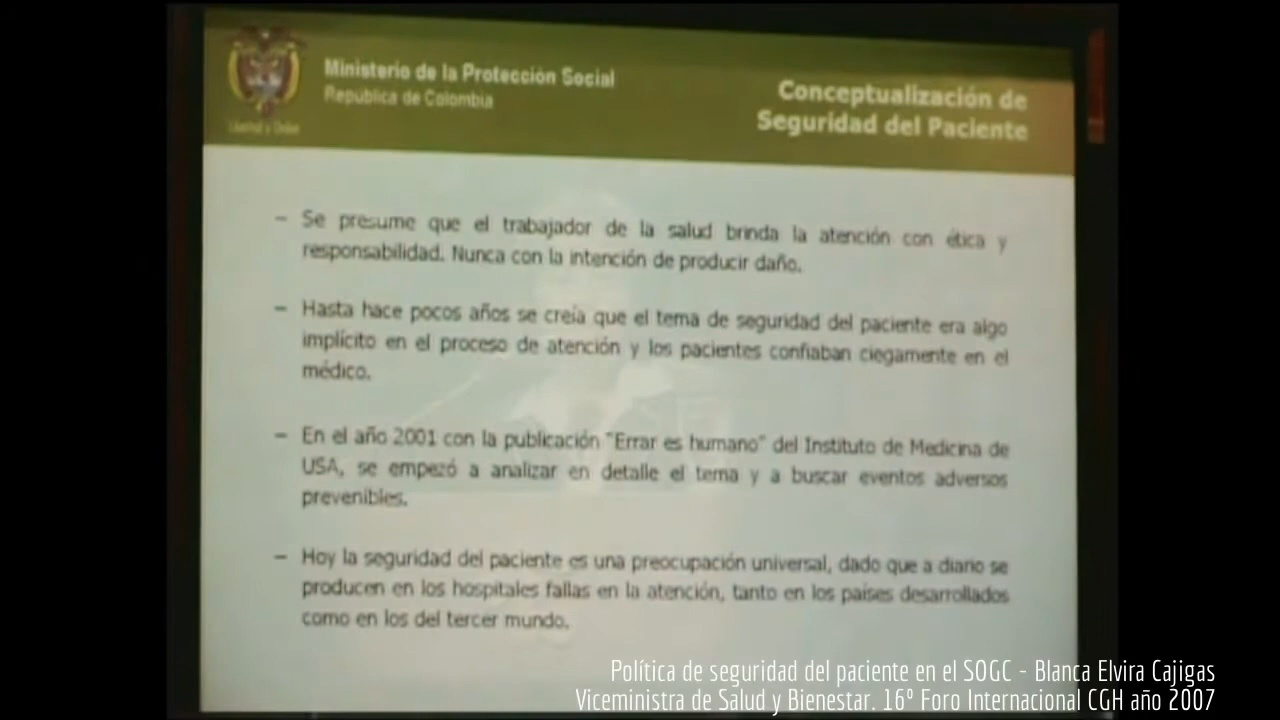 Ministerio de la Protección Social
República de Colombia
Libertad y Orden
Conceptualización de
Seguridad del Paciente
– Se presume que el trabajador de la salud brinda la atención con ética y
responsabilidad. Nunca con la intención de producir daño.
– Hasta hace pocos años se creía que el tema de seguridad del paciente era algo
implícito en el proceso de atención y los pacientes confiaban ciegamente en el
médico.
– En el año 2001 con la publicación "Errar es humano" del Instituto de Medicina de
USA, se empezó a analizar en detalle el tema y a buscar eventos adversos
prevenibles.
– Hoy la seguridad del paciente es una preocupación universal, dado que a diario se
producen en los hospitales fallas en la atención, tanto en los países desarrollados
como en los del tercer mundo.
Política de seguridad del paciente en el SOGC - Blanca Elvira Cajigas
Viceministra de Salud y Bienestar. 16º Foro Internacional CGH año 2007